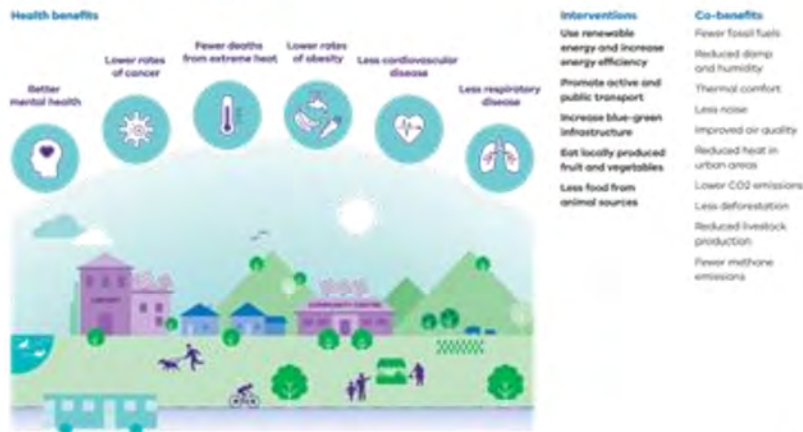 Health benefits
Better
mental health
Lower rates
of cancer
Fewer deaths
from extreme heat
Lower rates
of obesity
Less cardiovascular
disease
Less respiratory
disease
COMMUNITY CENTRE
Interventions
Use renewable
energy and increase
energy efficiency
Promote active and
public transport
Increase blue-green
infrastructure
Eat locally produced
fruit and vegetables
Less food from
animal sources
Co-benefits
Fewer fossil fuels
Reduced damp
and humidity
Thermal comfort
Less noise
Improved air quality
Reduced heat in
urban areas
Lower CO2 emissions
Less deforestation
Reduced livestock
production
Fewer methane
emissions